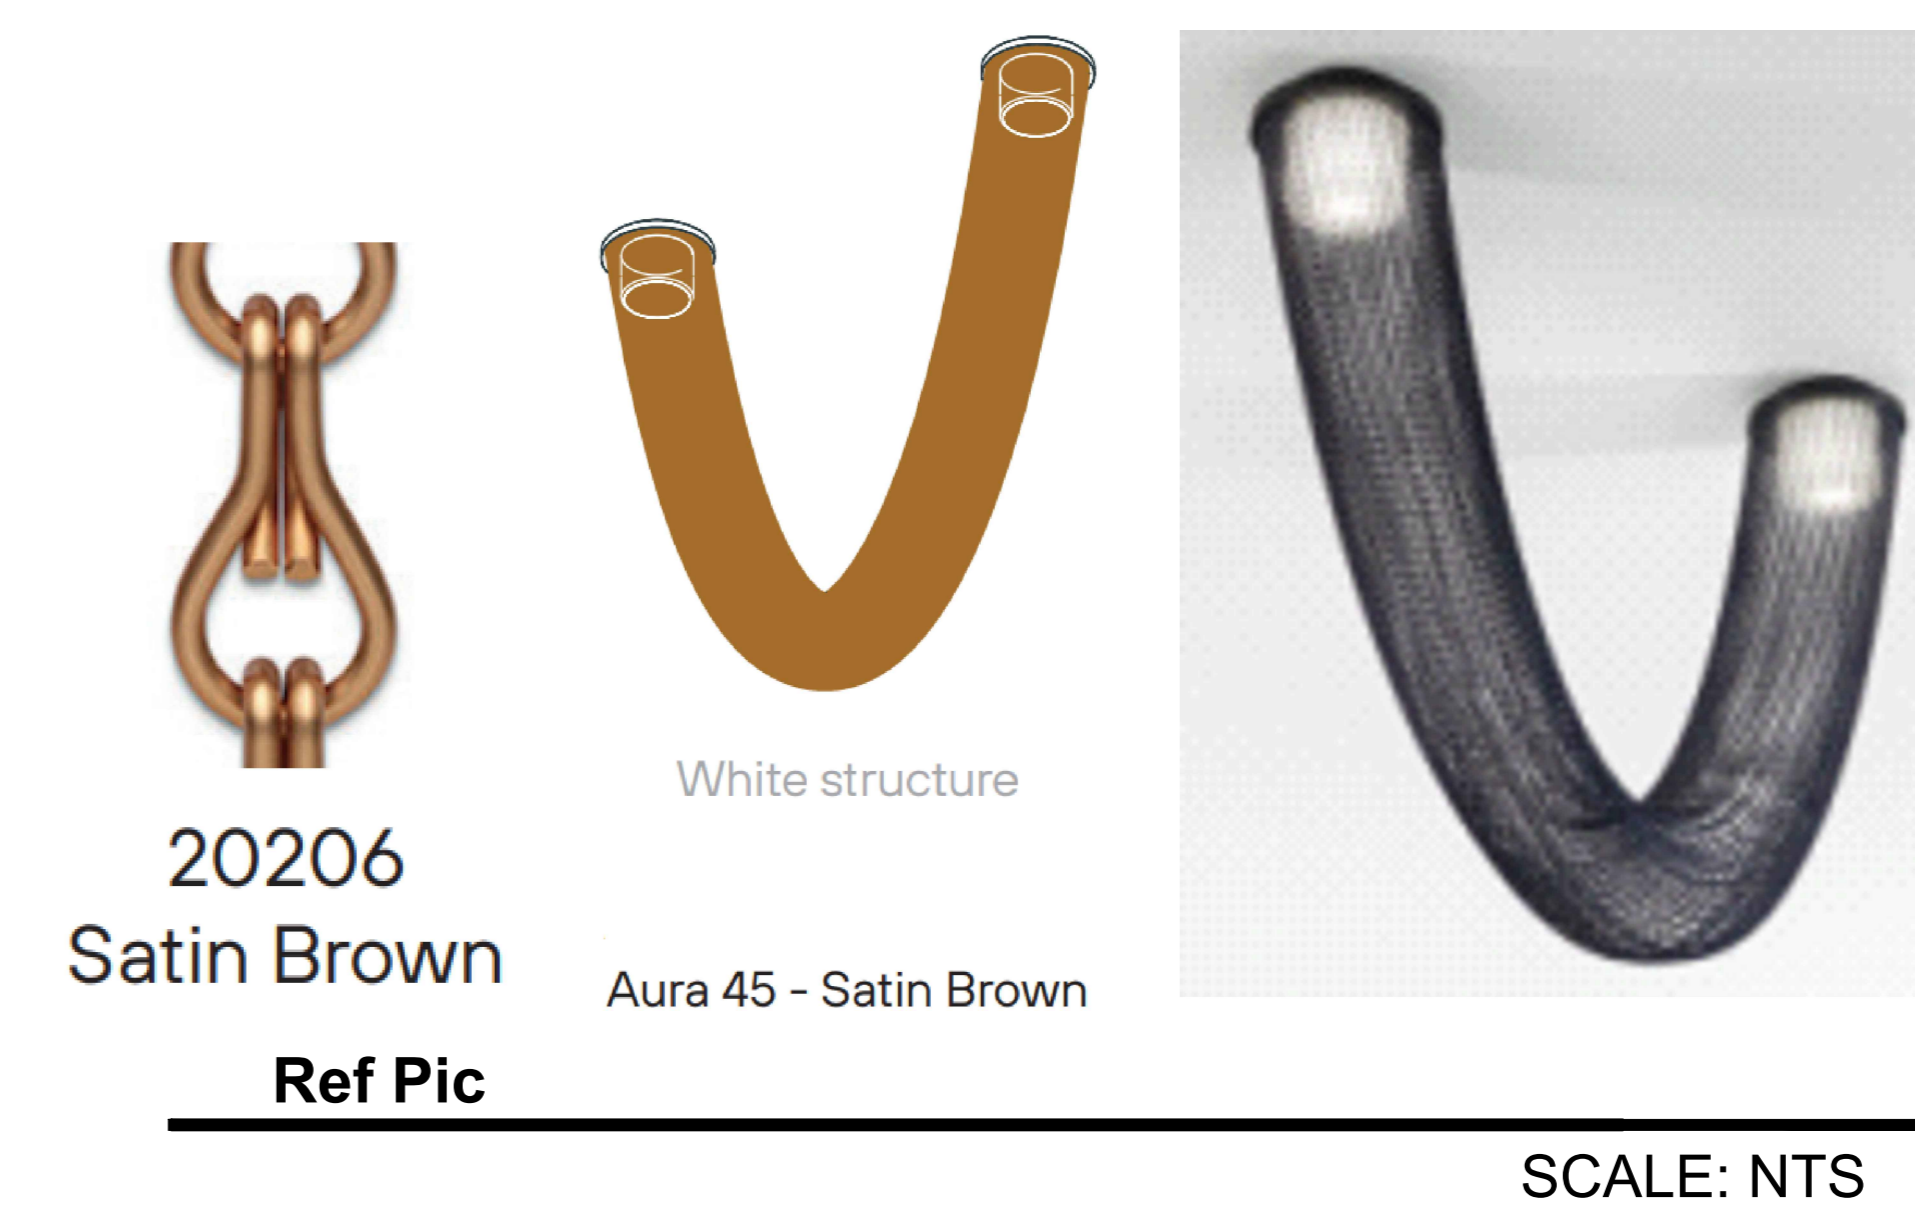 20206
Satin Brown
White structure
Aura 45 - Satin Brown
Ref Pic
SCALE: NTS